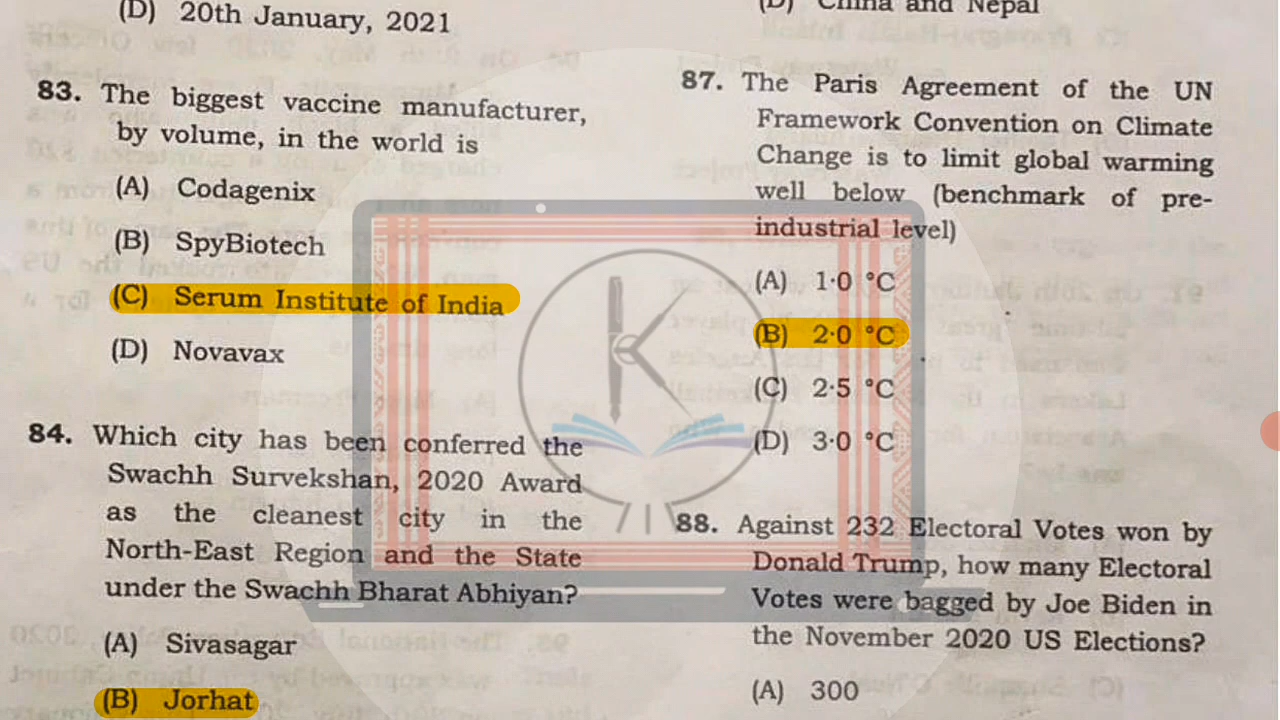 (D) 20th January, 2021
83. The biggest vaccine manufacturer,
by volume, in the world is
(A) Codagenix
(B) SpyBiotech
(C) Serum Institute of India
(D) Novavax
84. Which city has been conferred the
Swachh Survekshan, 2020 Award
as the cleanest city in the
North-East Region and the State
under the Swachh Bharat Abhiyan?
(A) Sivasagar
(B) Jorhat
(D) China and Nepal
87. The Paris Agreement of the UN
Framework Convention on Climate
Change is to limit global warming
well below (benchmark of pre-
industrial level)
(A) 1·0 °C
(B) 2·0 °C
(C) 2·5 °C
(D) 3·0 °C
88. Against 232 Electoral Votes won by
Donald Trump, how many Electoral
Votes were bagged by Joe Biden in
the November 2020 US Elections?
(A) 300